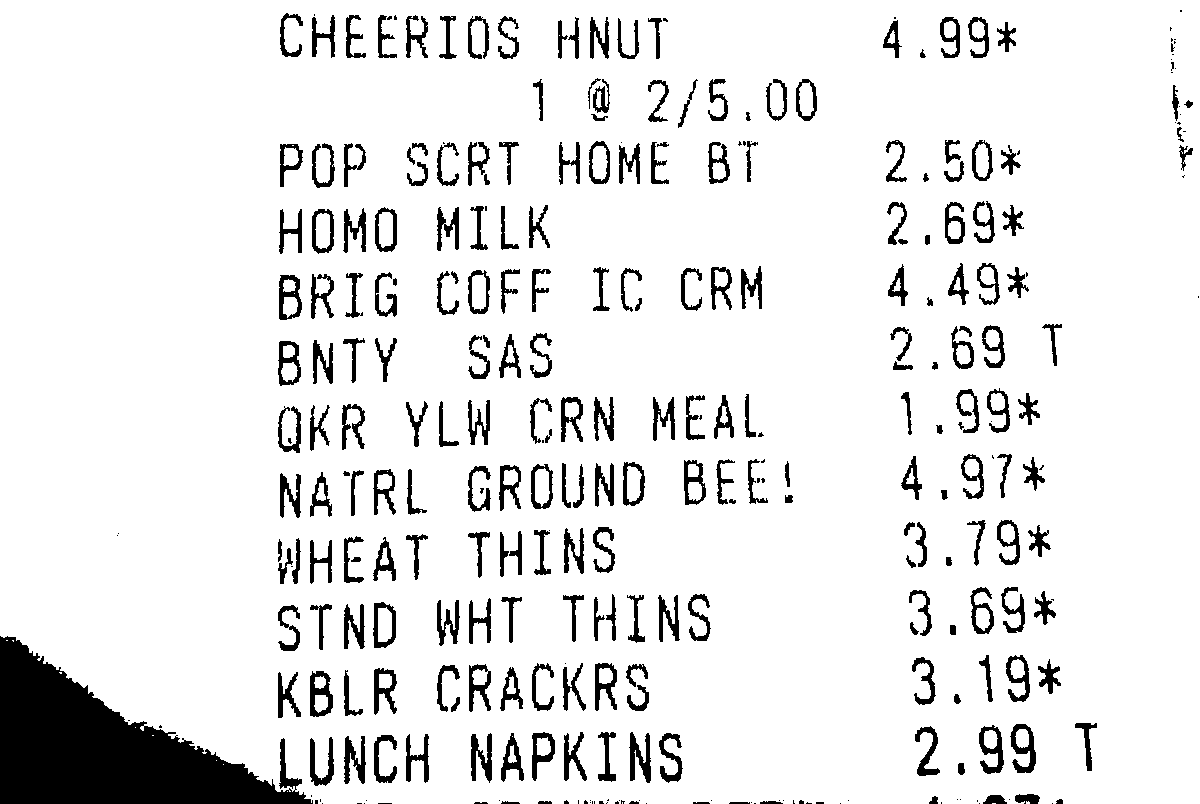 CHEERIOS HNUT 4.99*
1 @ 2/5.00
POP SCRT HOME BT 2.50*
HOMO MILK 2.69*
BRIG COFF IC CRM 4.49*
BNTY SAS 2.69 T
QKR YLW CRN MEAL 1.99*
NATRL GROUND BEE! 4.97*
WHEAT THINS 3.79*
STND WHT THINS 3.69*
KBLR CRACKRS 3.19*
LUNCH NAPKINS 2.99 T